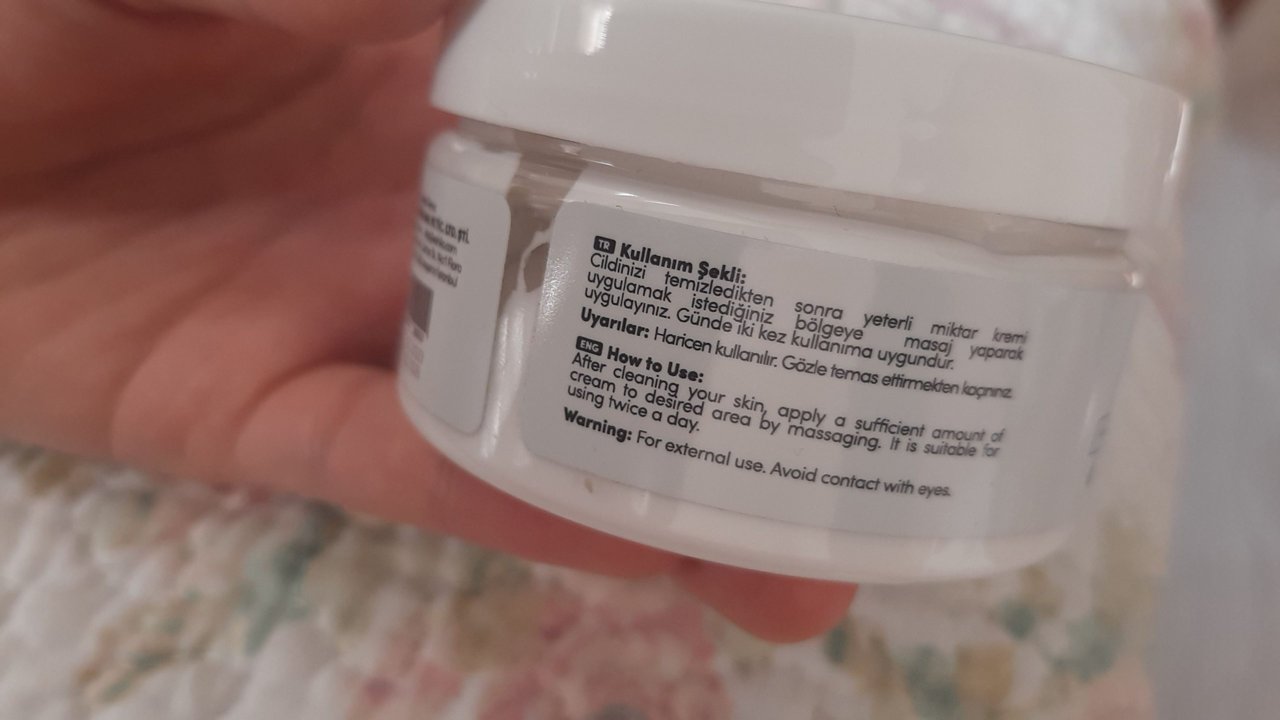 TR Kullanım Şekli:
Cildinizi temizledikten sonra yeterli miktar kremi
uygulamak istediğiniz bölgeye masaj yaparak
uygulayınız. Günde iki kez kullanıma uygundur.
Uyarılar: Haricen kullanılır. Gözle temas ettirmekten kaçınınız.
ENG How to Use:
After cleaning your skin, apply a sufficient amount of
cream to desired area by massaging. It is suitable for
using twice a day.
Warning: For external use. Avoid contact with eyes.